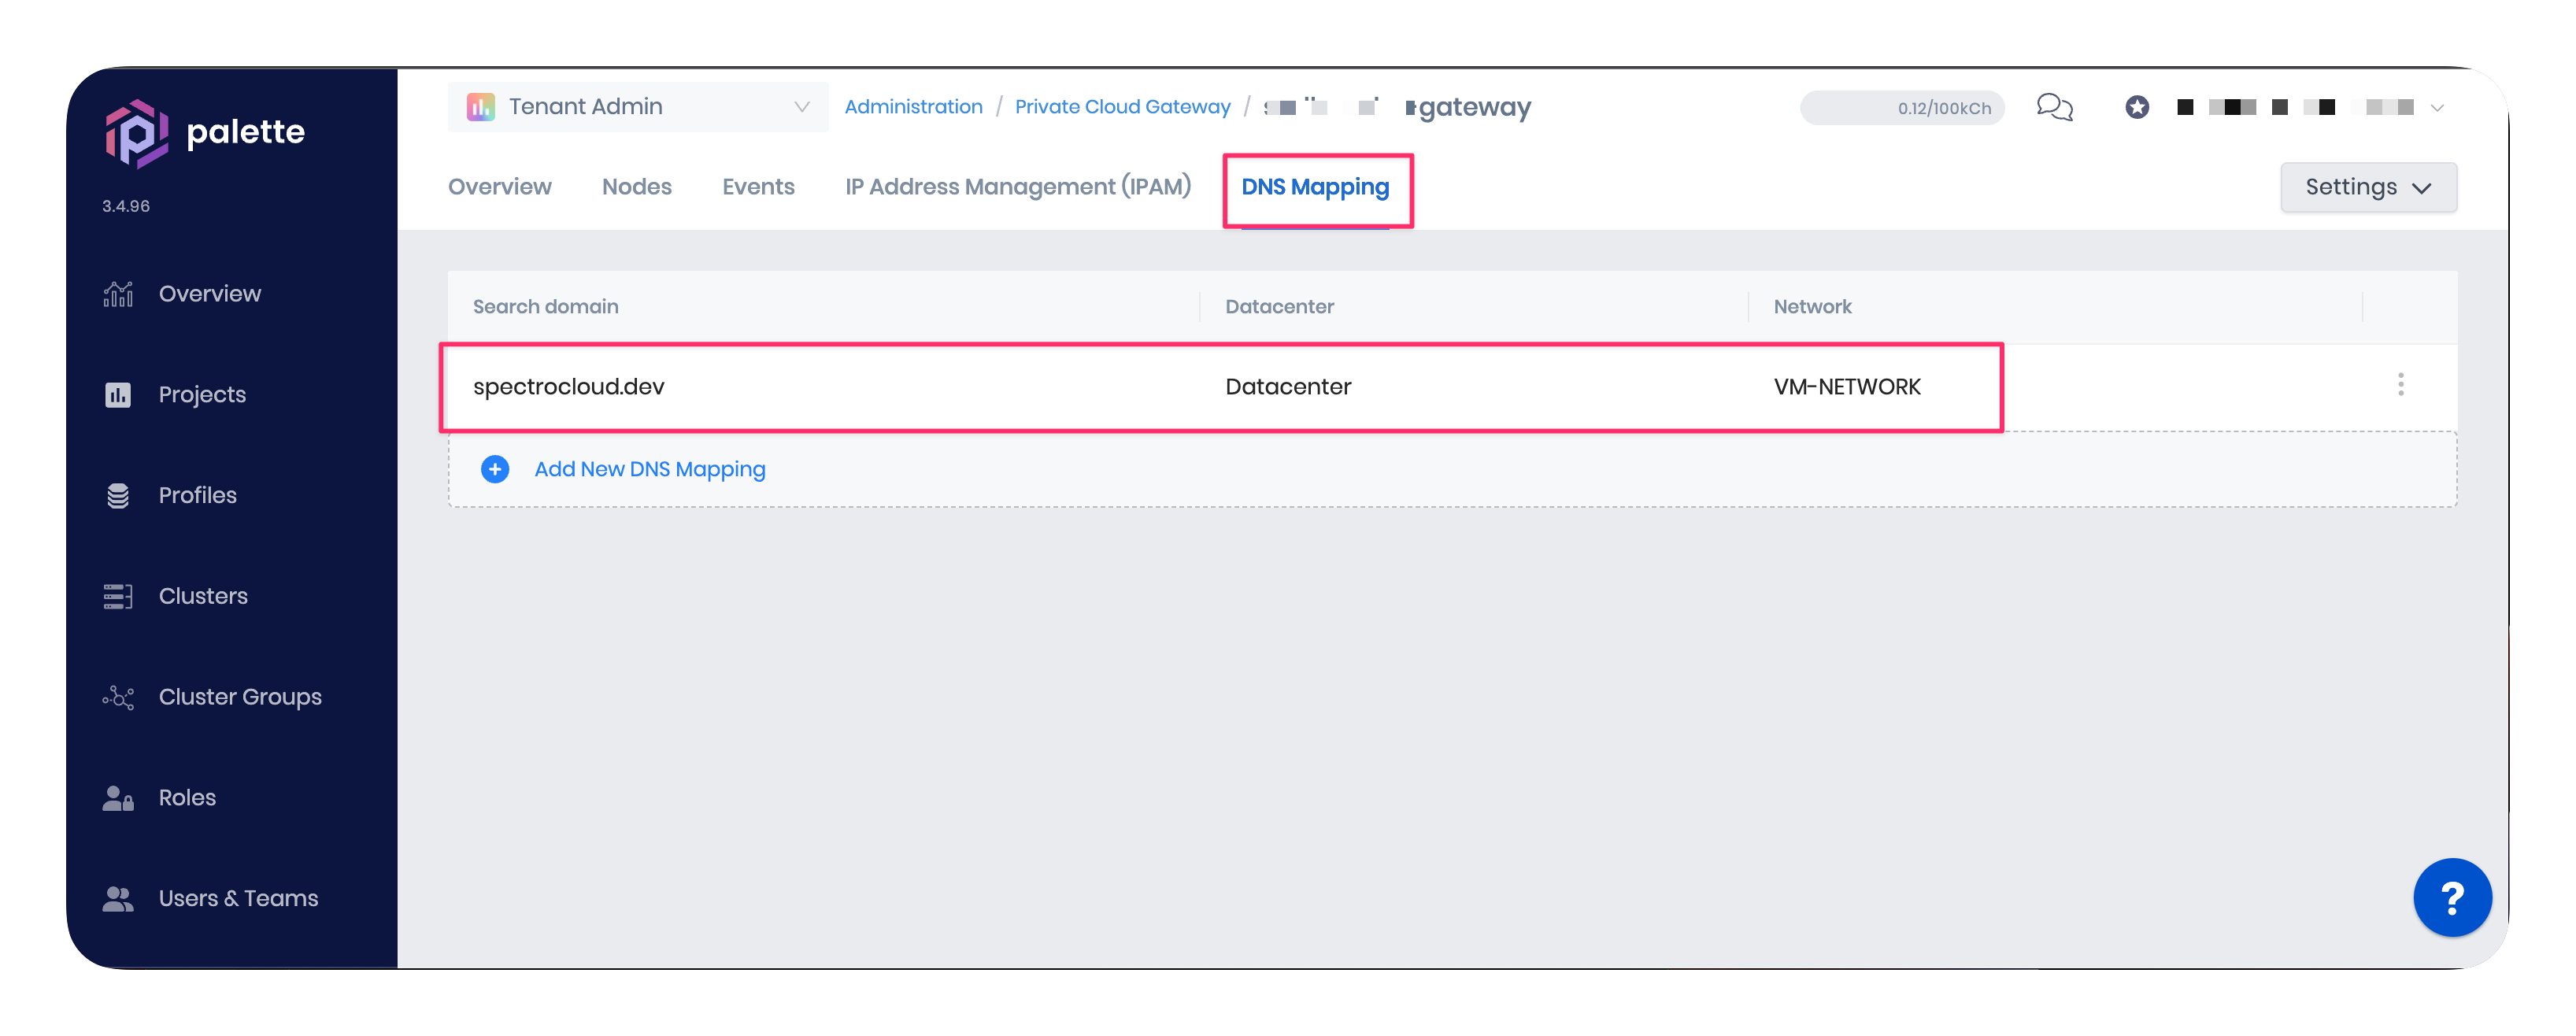 palette
3.4.96
Overview
Projects
Profiles
Clusters
Cluster Groups
Roles
Users & Teams
Tenant Admin
Administration / Private Cloud Gateway / gateway
0.12/100kCh
Overview
Nodes
Events
IP Address Management (IPAM)
DNS Mapping
Settings
Search domain
Datacenter
Network
spectrocloud.dev
Datacenter
VM-NETWORK
Add New DNS Mapping
?